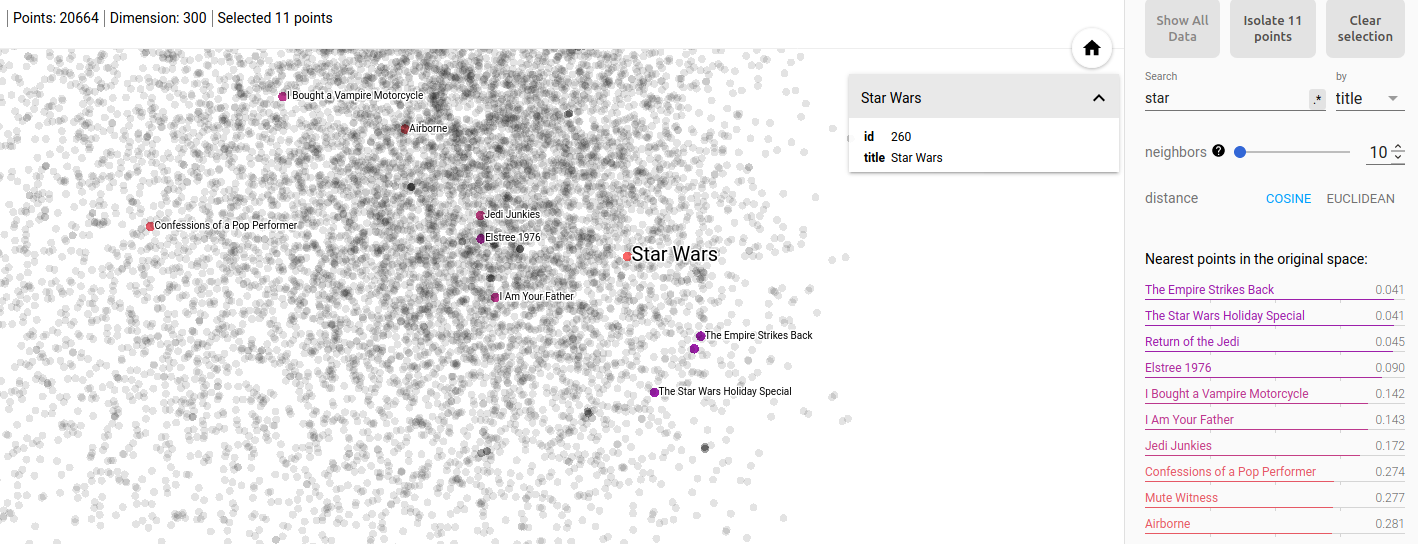 Points: 20664 | Dimension: 300 | Selected 11 points
I Bought a Vampire Motorcycle
Airborne
Jedi Junkies
Confessions of a Pop Performer
Elstree 1976
Star Wars
I Am Your Father
The Empire Strikes Back
The Star Wars Holiday Special
Star Wars
id 260
title Star Wars
Show All Data
Isolate 11 points
Clear selection
Search
by
star
.*
title
neighbors ? 10
distance COSINE EUCLIDEAN
Nearest points in the original space:
The Empire Strikes Back 0.041
The Star Wars Holiday Special 0.041
Return of the Jedi 0.045
Elstree 1976 0.090
I Bought a Vampire Motorcycle 0.142
I Am Your Father 0.143
Jedi Junkies 0.172
Confessions of a Pop Performer 0.274
Mute Witness 0.277
Airborne 0.281